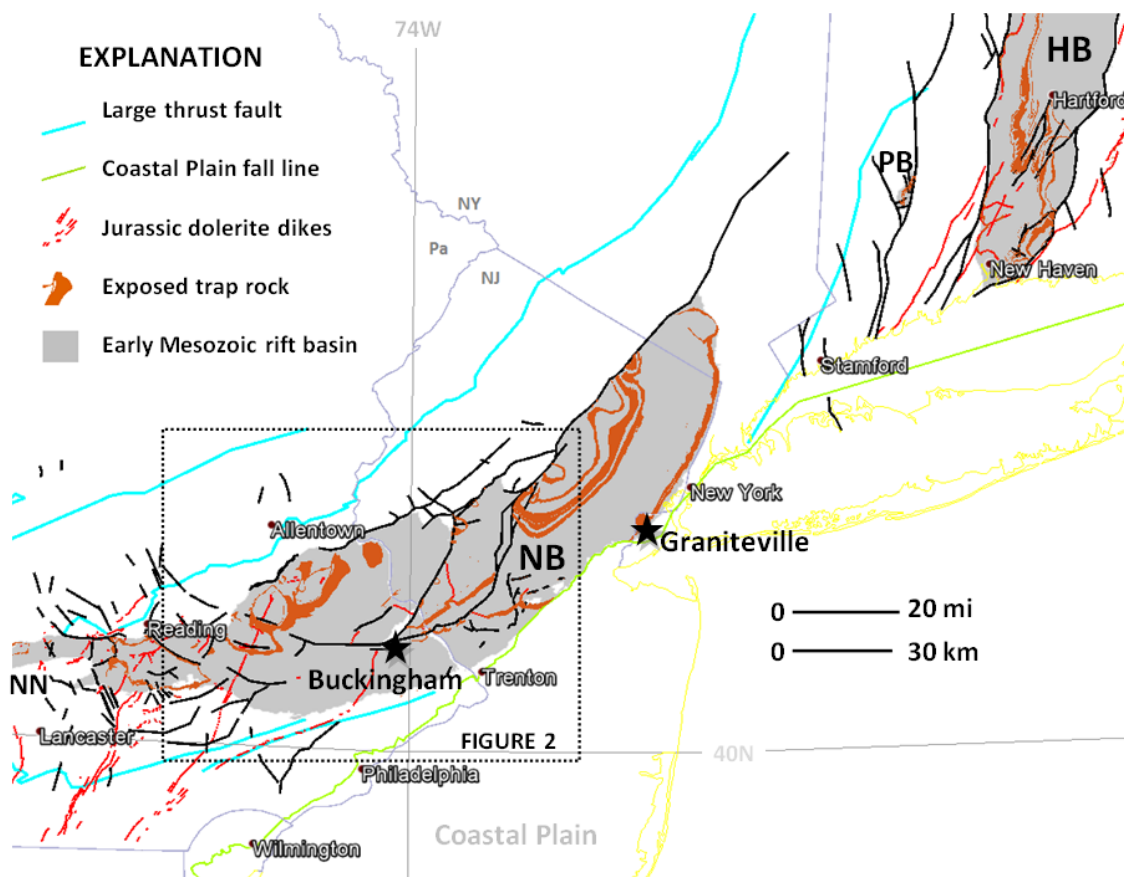 EXPLANATION
Large thrust fault
Coastal Plain fall line
Jurassic dolerite dikes
Exposed trap rock
Early Mesozoic rift basin
74W
HB
Hartford
PB
NY
Pa
NJ
New Haven
Stamford
New York
Allentown
NB
Graniteville
0 20 mi
0 30 km
Reading
Buckingham
Trenton
NN
Lancaster
FIGURE 2
40N
Philadelphia
Coastal Plain
Wilmington